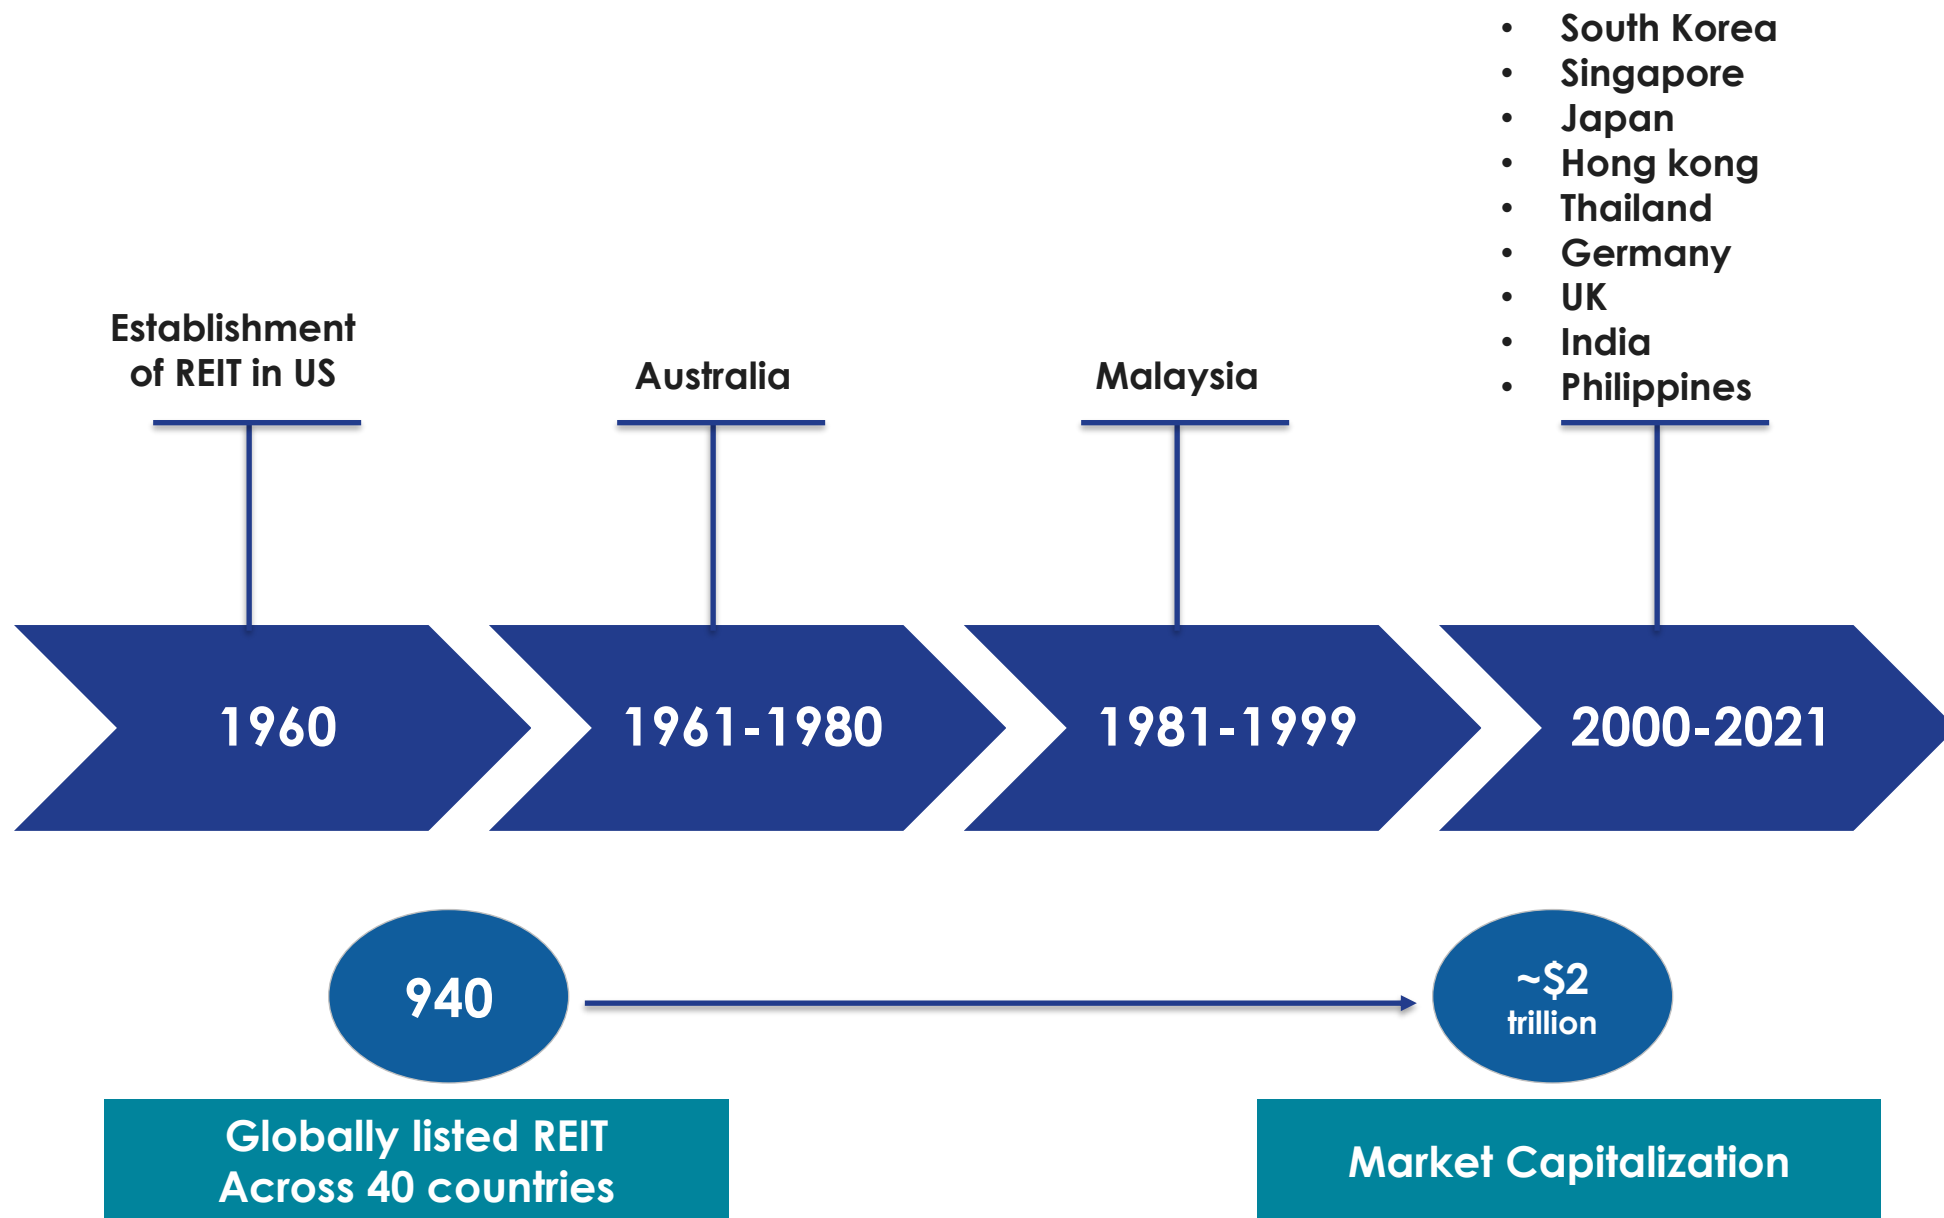 • South Korea
• Singapore
• Japan
• Hong kong
• Thailand
• Germany
• UK
• India
• Philippines
Establishment
of REIT in US
Australia
Malaysia
1960
1961-1980
1981-1999
2000-2021
940
~$2
trillion
Globally listed REIT
Across 40 countries
Market Capitalization